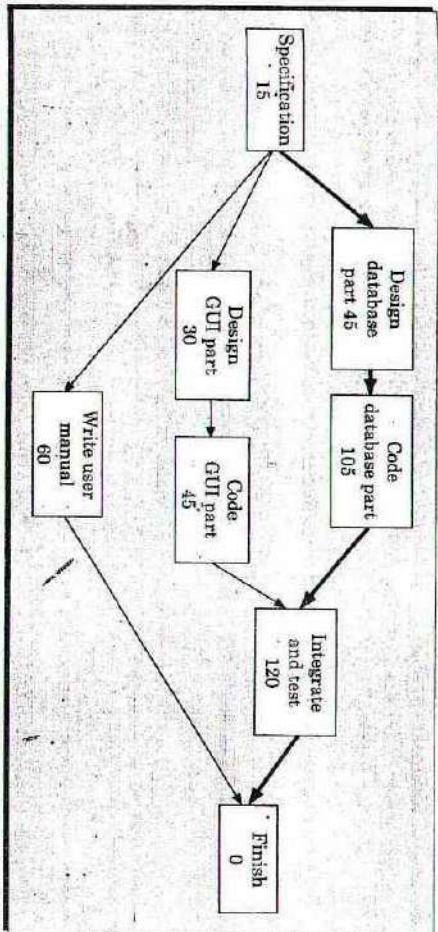 Specification
15
Design
database
part 45
Code
database part
105
Design
GUI part
30
Code
GUI part
45
Integrate
and test
120
Write user
manual
60
Finish
0